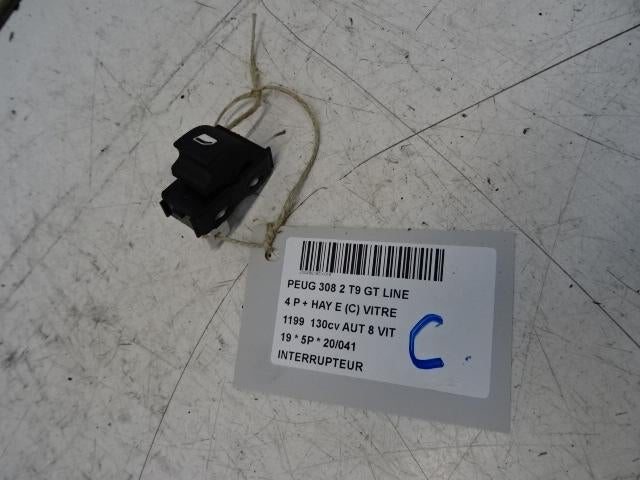 PEUG 308 2 T9 GT LINE
4 P + HAY E (C) VITRE
1199 130cv AUT 8 VIT
19 * 5P * 20/041
INTERRUPTEUR
C